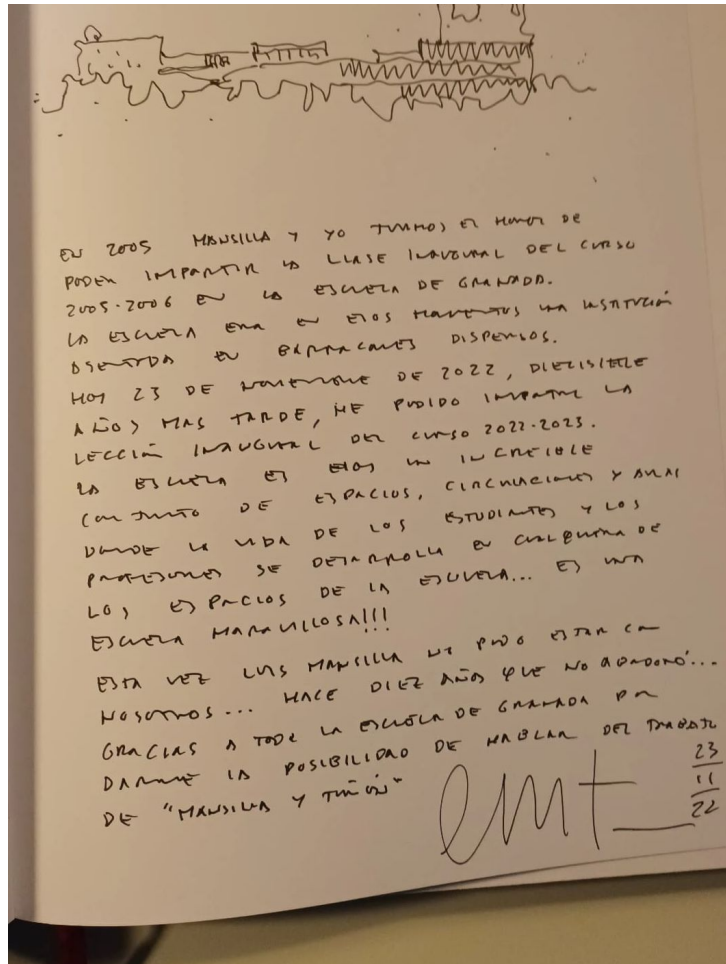 EN 2005 MANSILLA Y YO TUVIMOS EL HONOR DE
PODER IMPARTIR LA CLASE INAUGURAL DEL CURSO
2005-2006 EN LA ESCUELA DE GRANADA.
LA ESCUELA ERA EN ESOS MOMENTOS UNA INSTITUCIÓN
ASENTADA EN BARRACONES DISPERSOS.
HOY 23 DE NOVIEMBRE DE 2022, DIECISIETE
AÑOS MAS TARDE, HE PODIDO IMPARTIR LA
LECCIÓN INAUGURAL DEL CURSO 2022-2023.
LA ESCUELA ES UN INCREIBLE
CONJUNTO DE ESPACIOS, CIRCULACIONES Y AULAS
DONDE LA VIDA DE LOS ESTUDIANTES Y LOS
PROFESORES SE DESARROLLA EN CUALQUIERA DE
LOS ESPACIOS DE LA ESCUELA... ES UNA
ESCUELA MARAVILLOSA!!!
ESTA VEZ LUIS MANSILLA NO PUDO ESTAR CON
NOSOTROS... HACE DIEZ AÑOS QUE NOS ABANDONÓ...
GRACIAS A TODA LA ESCUELA DE GRANADA POR
DARME LA POSIBILIDAD DE HABLAR DEL TRABAJO
DE "MANSILLA Y TUÑÓN"
23
11
22